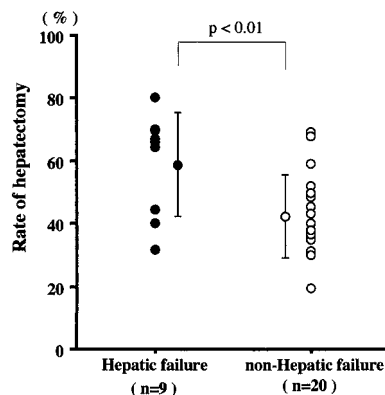 ( % )
100
p < 0.01
80
60
40
20
0
Rate of hepatectomy
Hepatic failure non-Hepatic failure
( n=9 ) (n=20)